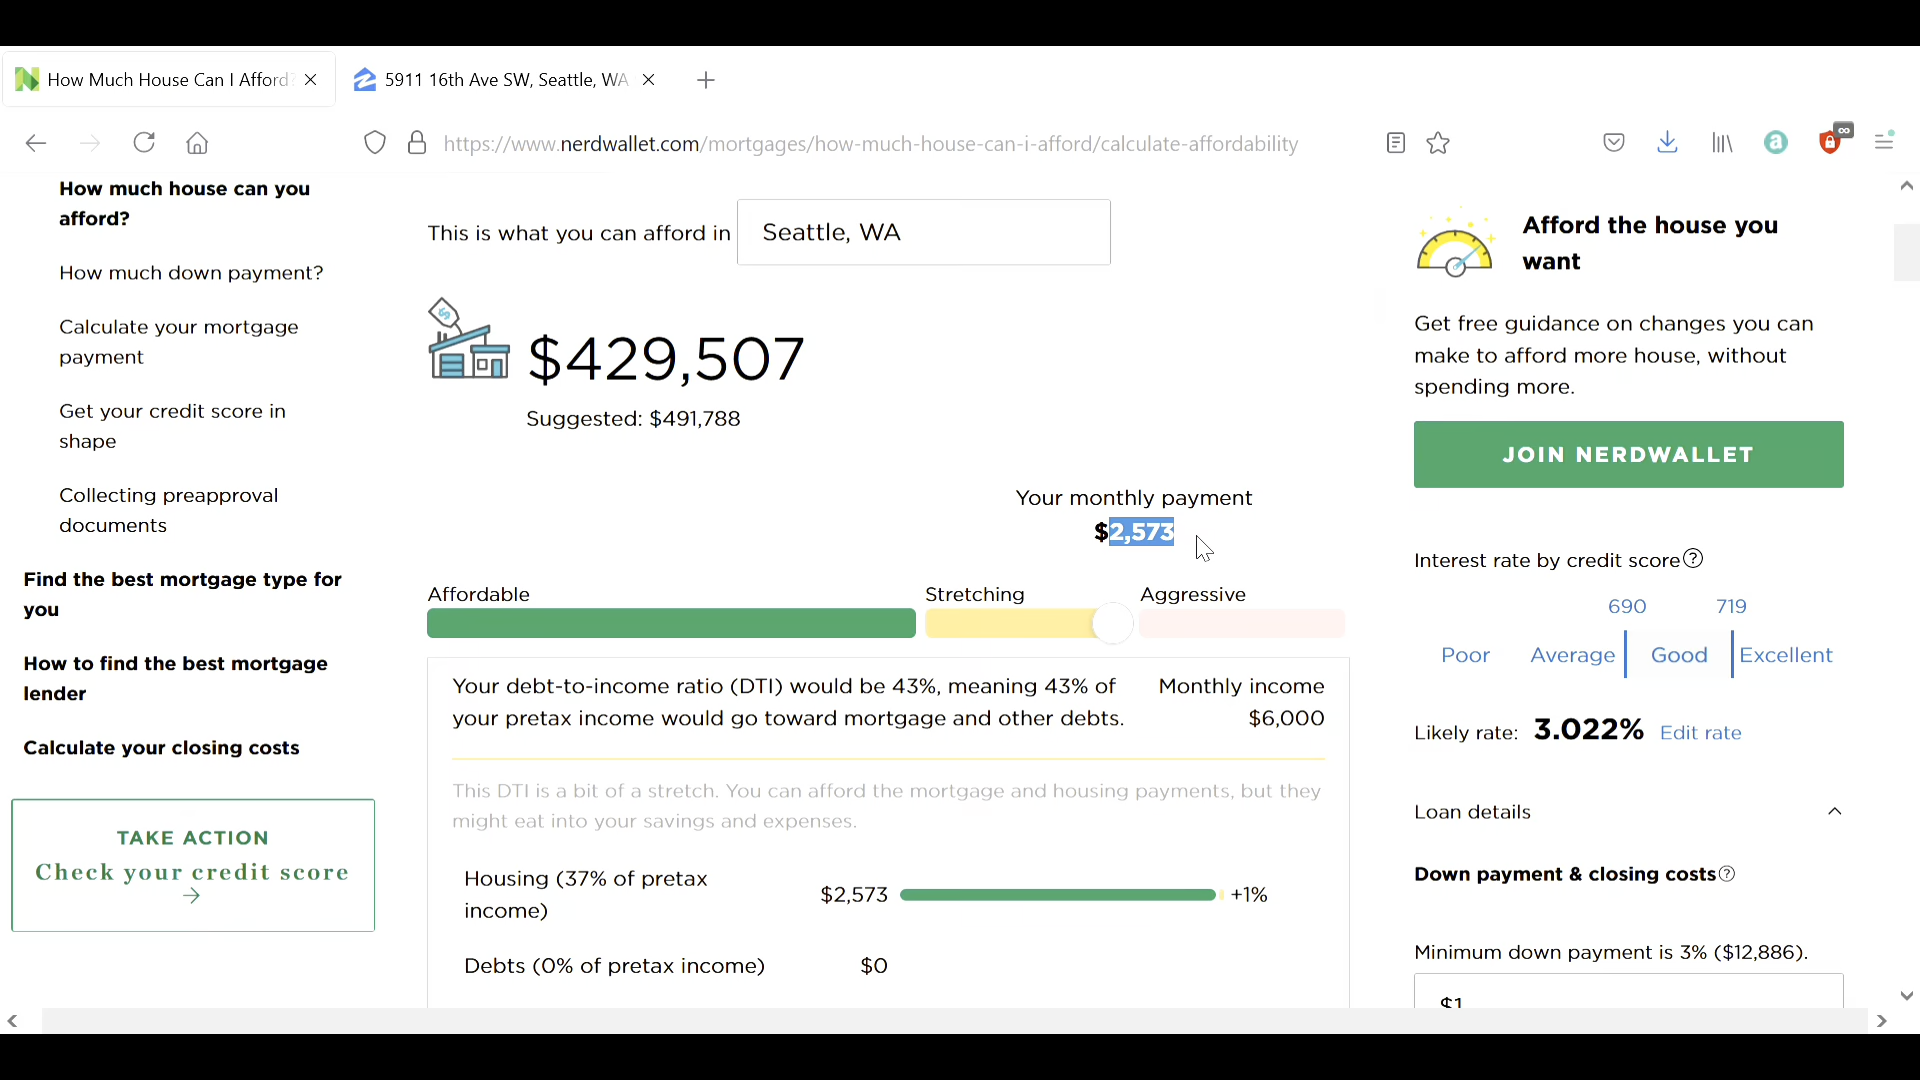 How Much House Can I Afford?
5911 16th Ave SW, Seattle, WA
https://www.nerdwallet.com/mortgages/how-much-house-can-i-afford/calculate-affordability
How much house can you
afford?
How much down payment?
Calculate your mortgage
payment
Get your credit score in
shape
Collecting preapproval
documents
Find the best mortgage type for
you
How to find the best mortgage
lender
Calculate your closing costs
TAKE ACTION
Check your credit score
→
This is what you can afford in
Seattle, WA
$429,507
Suggested: $491,788
Your monthly payment
$2,573
Affordable
Stretching
Aggressive
Your debt-to-income ratio (DTI) would be 43%, meaning 43% of
your pretax income would go toward mortgage and other debts.
Monthly income
$6,000
This DTI is a bit of a stretch. You can afford the mortgage and housing payments, but they
might eat into your savings and expenses.
Housing (37% of pretax
income)
$2,573
+1%
Debts (0% of pretax income)
$0
Afford the house you
want
Get free guidance on changes you can
make to afford more house, without
spending more.
JOIN NERDWALLET
Interest rate by credit score
690 719
Poor Average Good Excellent
Likely rate: 3.022% Edit rate
Loan details
Down payment & closing costs
Minimum down payment is 3% ($12,886).
$1